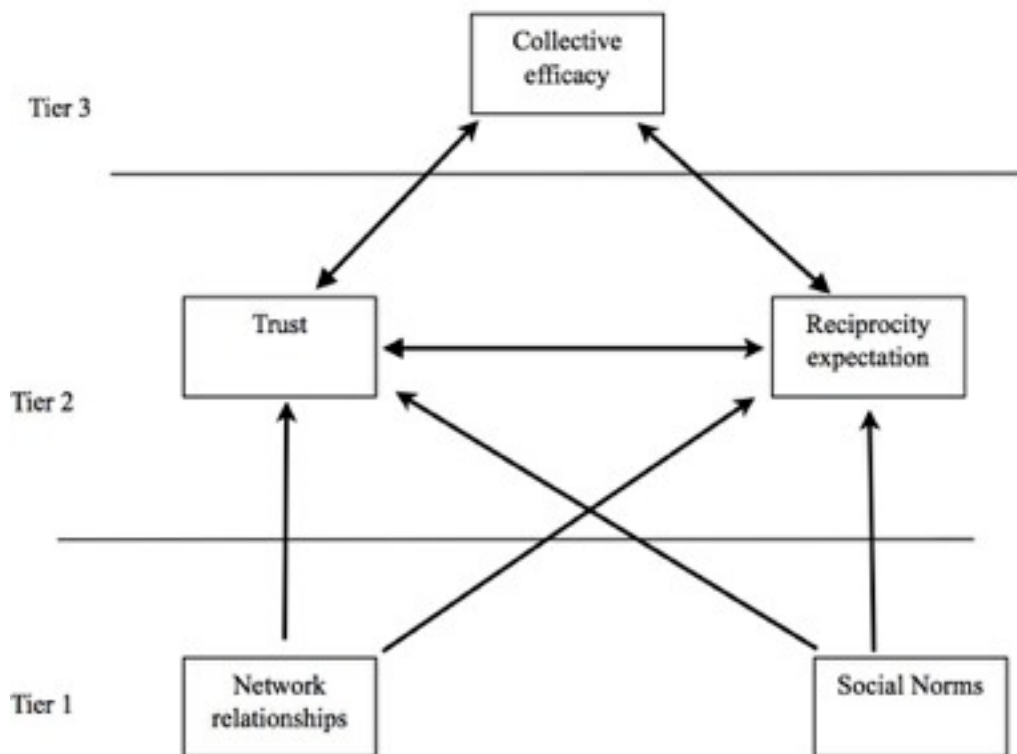 Collective
efficacy
Tier 3
Trust
Reciprocity
expectation
Tier 2
Network
relationships
Social Norms
Tier 1